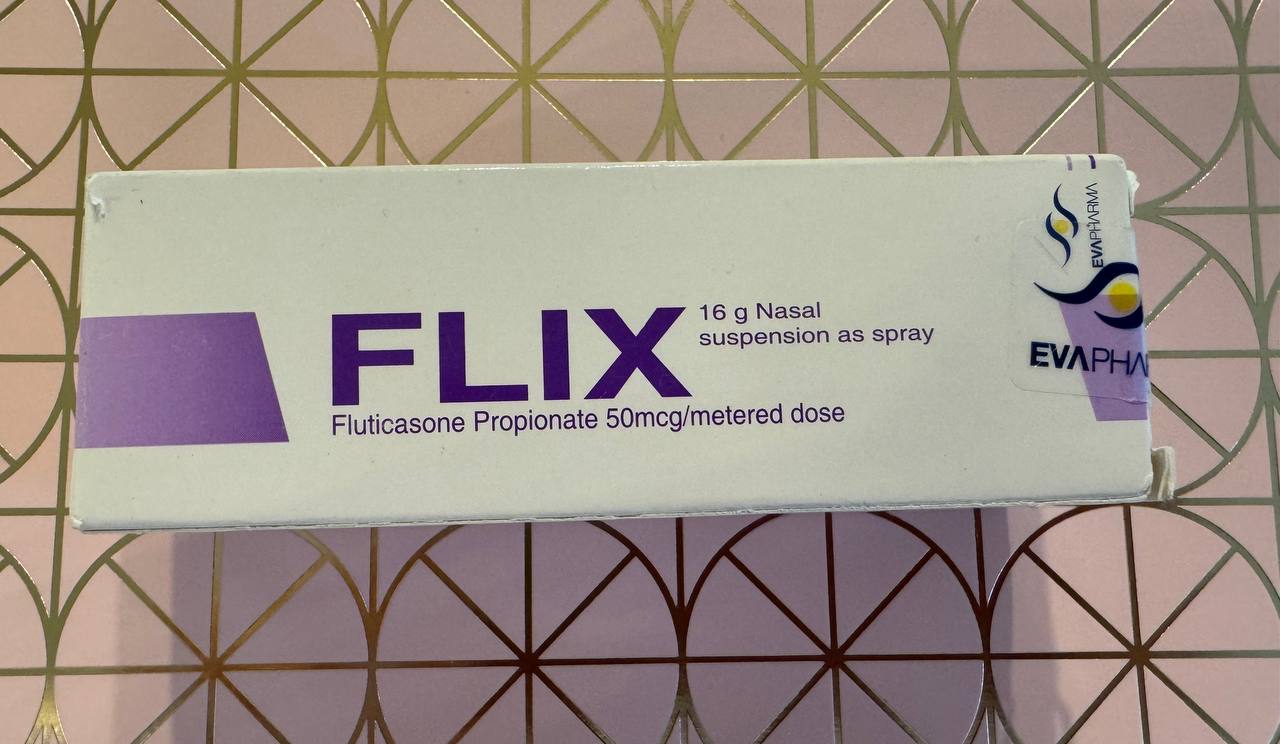 FLIX
16 g Nasal
suspension as spray
Fluticasone Propionate 50mcg/metered dose
EVAPHARMA
EVAPHA